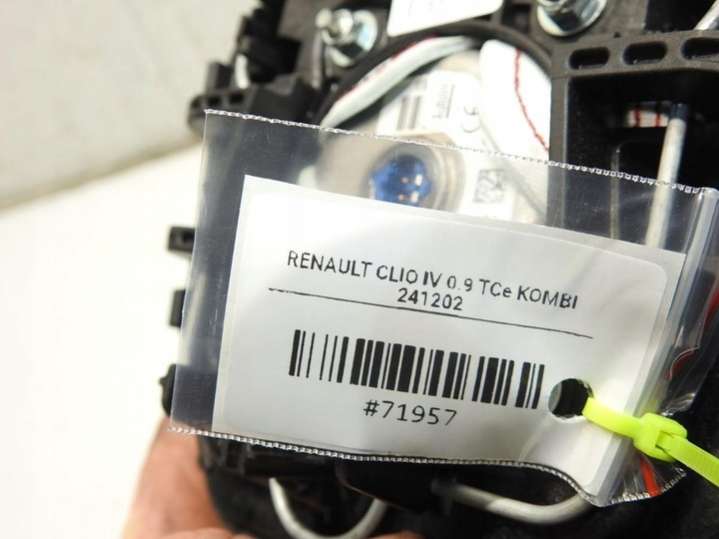 RENAULT CLIO IV 0.9 TCe KOMBI
241202
#71957